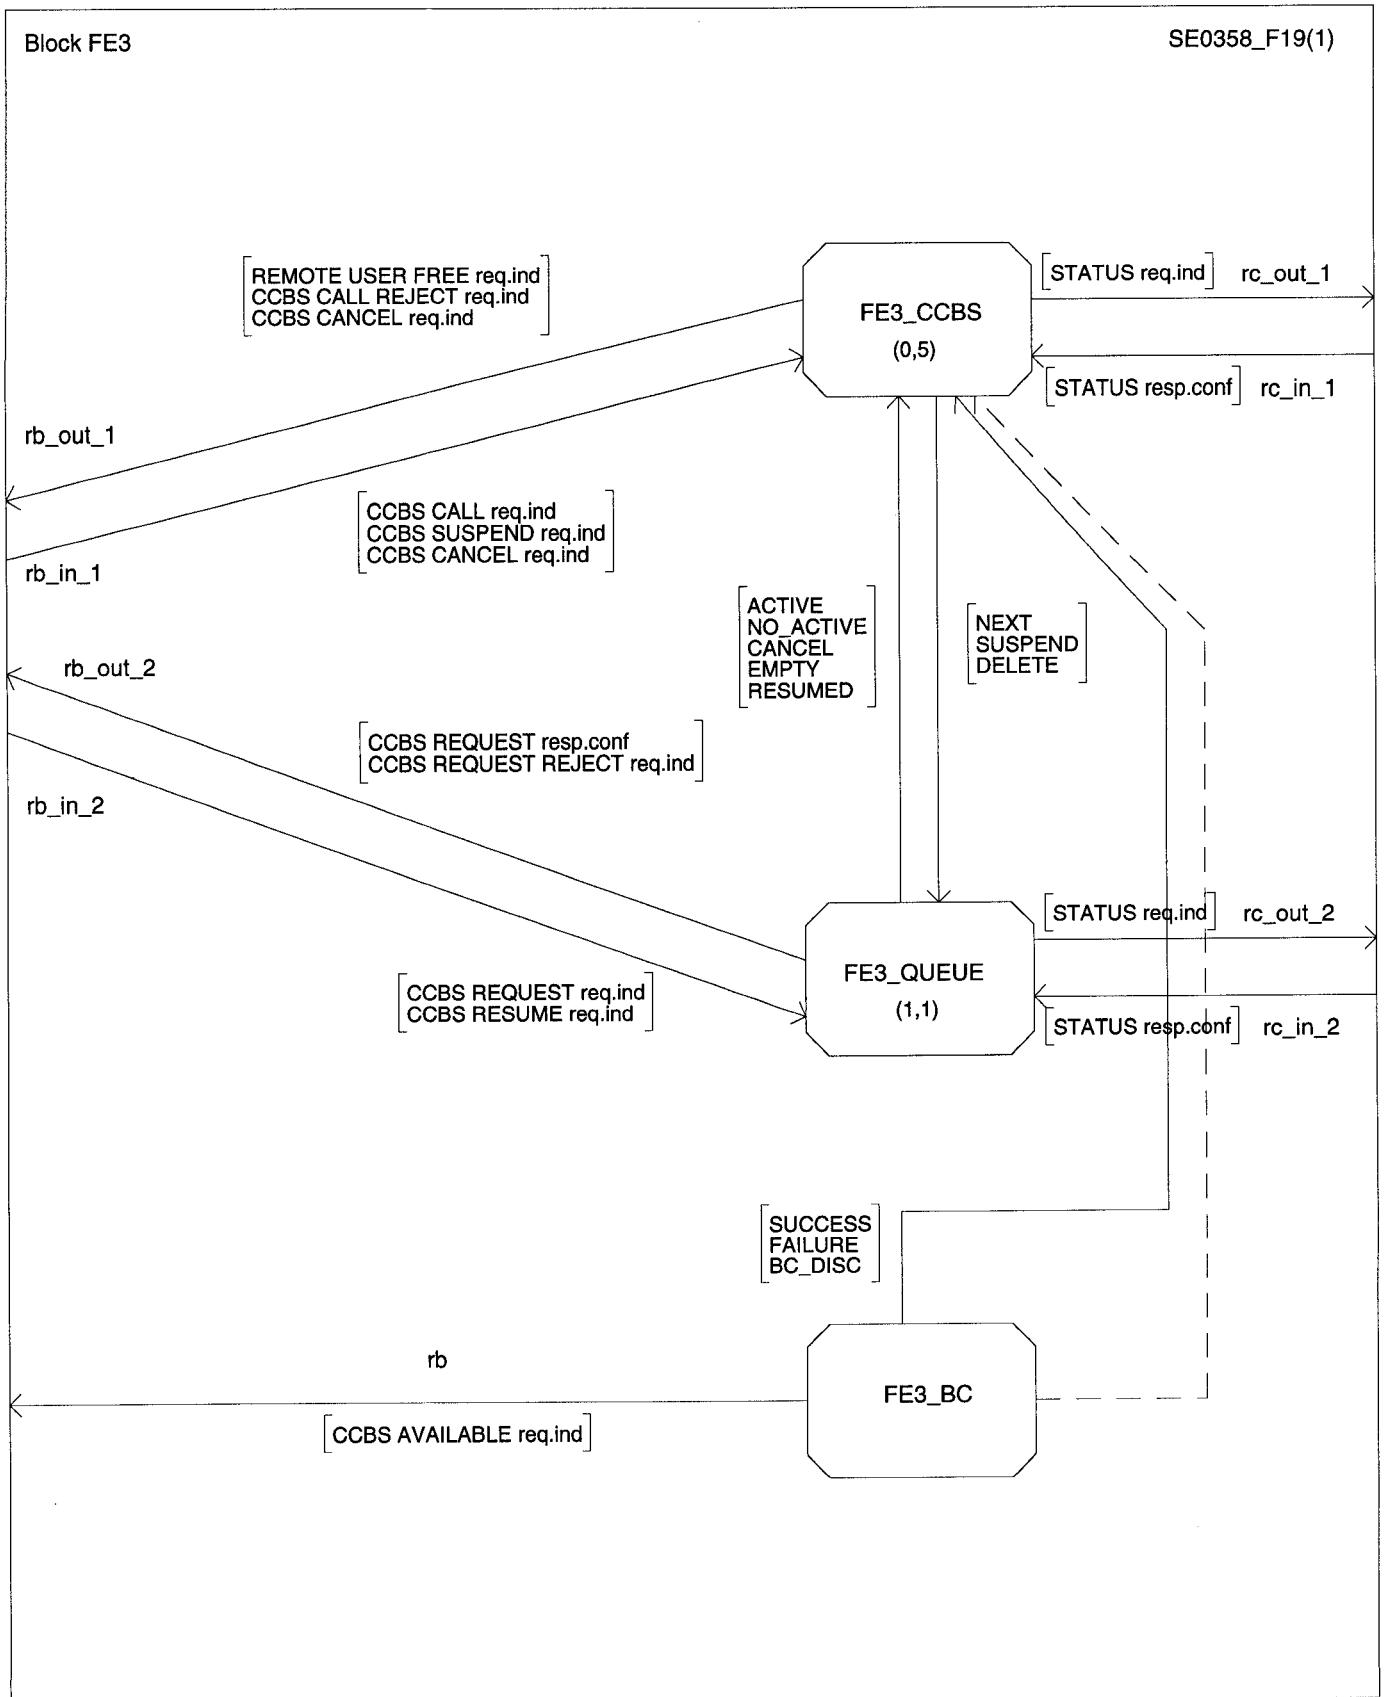 Block FE3
SE0358_F19(1)
REMOTE USER FREE req.ind
CCBS CALL REJECT req.ind
CCBS CANCEL req.ind
FE3_CCBS
(0,5)
STATUS req.ind
rc_out_1
STATUS resp.conf
rc_in_1
rb_out_1
CCBS CALL req.ind
CCBS SUSPEND req.ind
CCBS CANCEL req.ind
rb_in_1
ACTIVE
NO_ACTIVE
CANCEL
EMPTY
RESUMED
NEXT
SUSPEND
DELETE
rb_out_2
CCBS REQUEST resp.conf
CCBS REQUEST REJECT req.ind
rb_in_2
FE3_QUEUE
(1,1)
STATUS req.ind
rc_out_2
CCBS REQUEST req.ind
CCBS RESUME req.ind
STATUS resp.conf
rc_in_2
SUCCESS
FAILURE
BC_DISC
rb
FE3_BC
CCBS AVAILABLE req.ind